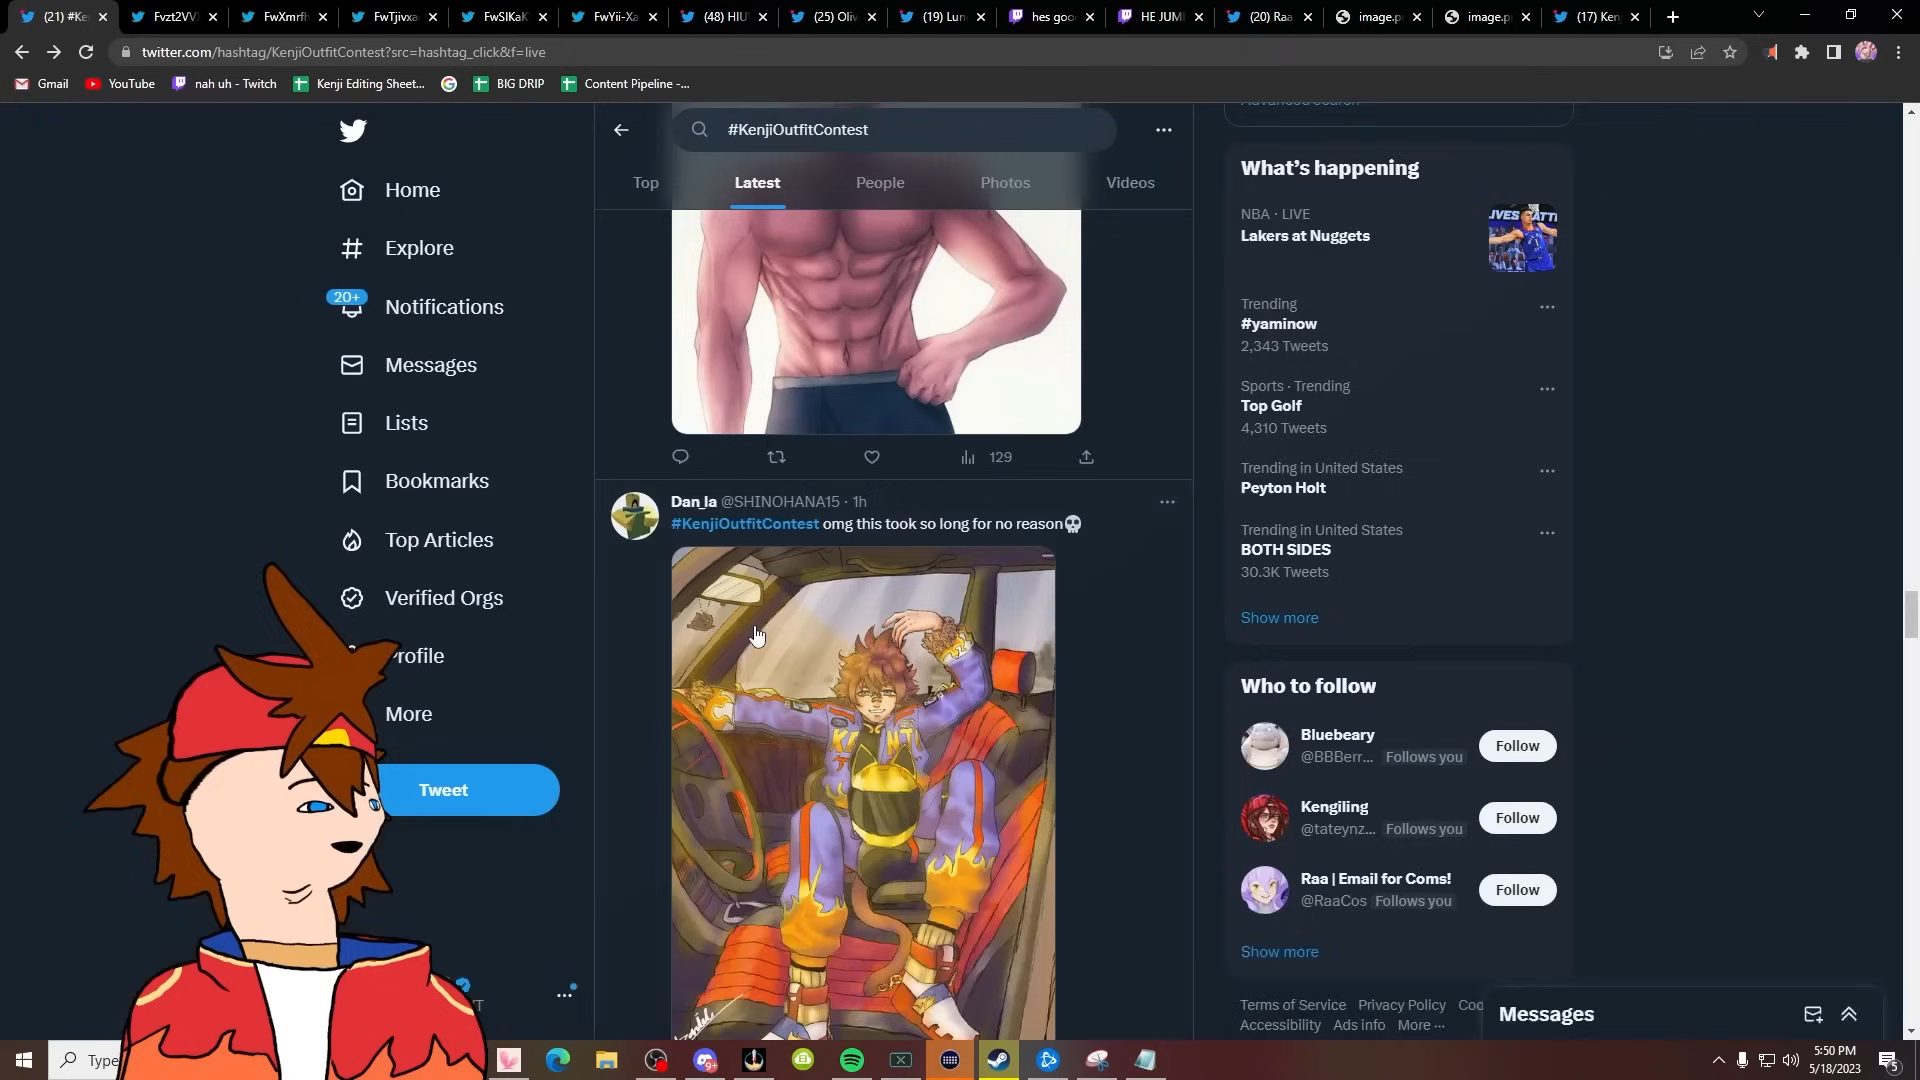 (21) #Ke
Fvzt2VV
FwXmrfh
FwTjivxa
FwSIKaK
FwYii-Xa
(48) HIU
(25) Oliv
(19) Lun
hes goo
HE JUM
(20) Raa
image.p
image.p
(17) Ken
twitter.com/hashtag/KenjiOutfitContest?src=hashtag_click&f=live
Gmail
YouTube
nah uh - Twitch
Kenji Editing Sheet...
BIG DRIP
Content Pipeline -...
#KenjiOutfitContest
Top
Latest
People
Photos
Videos
Home
Explore
20+
Notifications
Messages
Lists
Bookmarks
Top Articles
Verified Orgs
rofile
More
Tweet
129
Dan_la @SHINOHANA15 · 1h
#KenjiOutfitContest omg this took so long for no reason💀
What's happening
NBA · LIVE
Lakers at Nuggets
Trending
#yaminow
2,343 Tweets
Sports · Trending
Top Golf
4,310 Tweets
Trending in United States
Peyton Holt
Trending in United States
BOTH SIDES
30.3K Tweets
Show more
Who to follow
Bluebeary
@BBBerr... Follows you
Follow
Kengiling
@tateynz... Follows you
Follow
Raa | Email for Coms!
@RaaCos Follows you
Follow
Show more
Terms of Service Privacy Policy Coo
Accessibility Ads info More ...
Messages
Type
9+
5:50 PM
5/18/2023
5